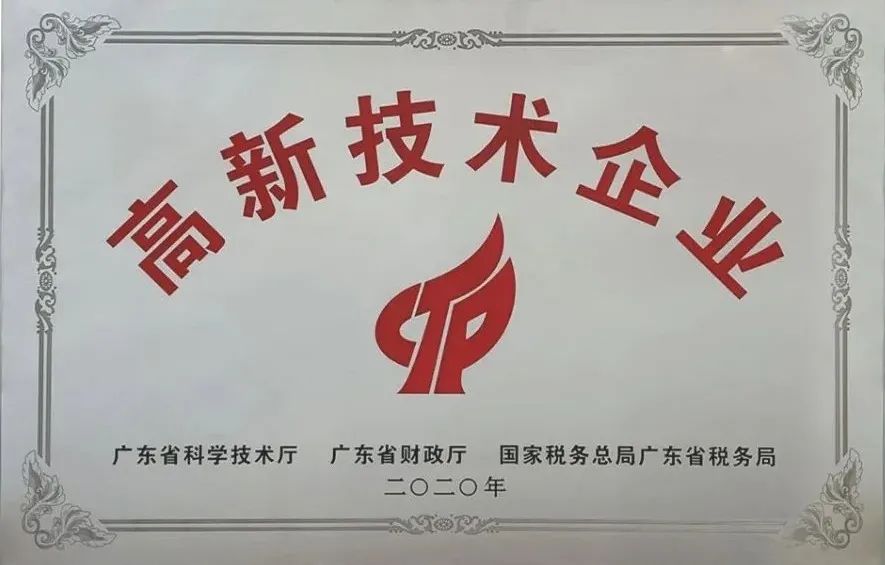 高新技术企业
广东省科学技术厅 广东省财政厅 国家税务总局广东省税务局
二〇二〇年